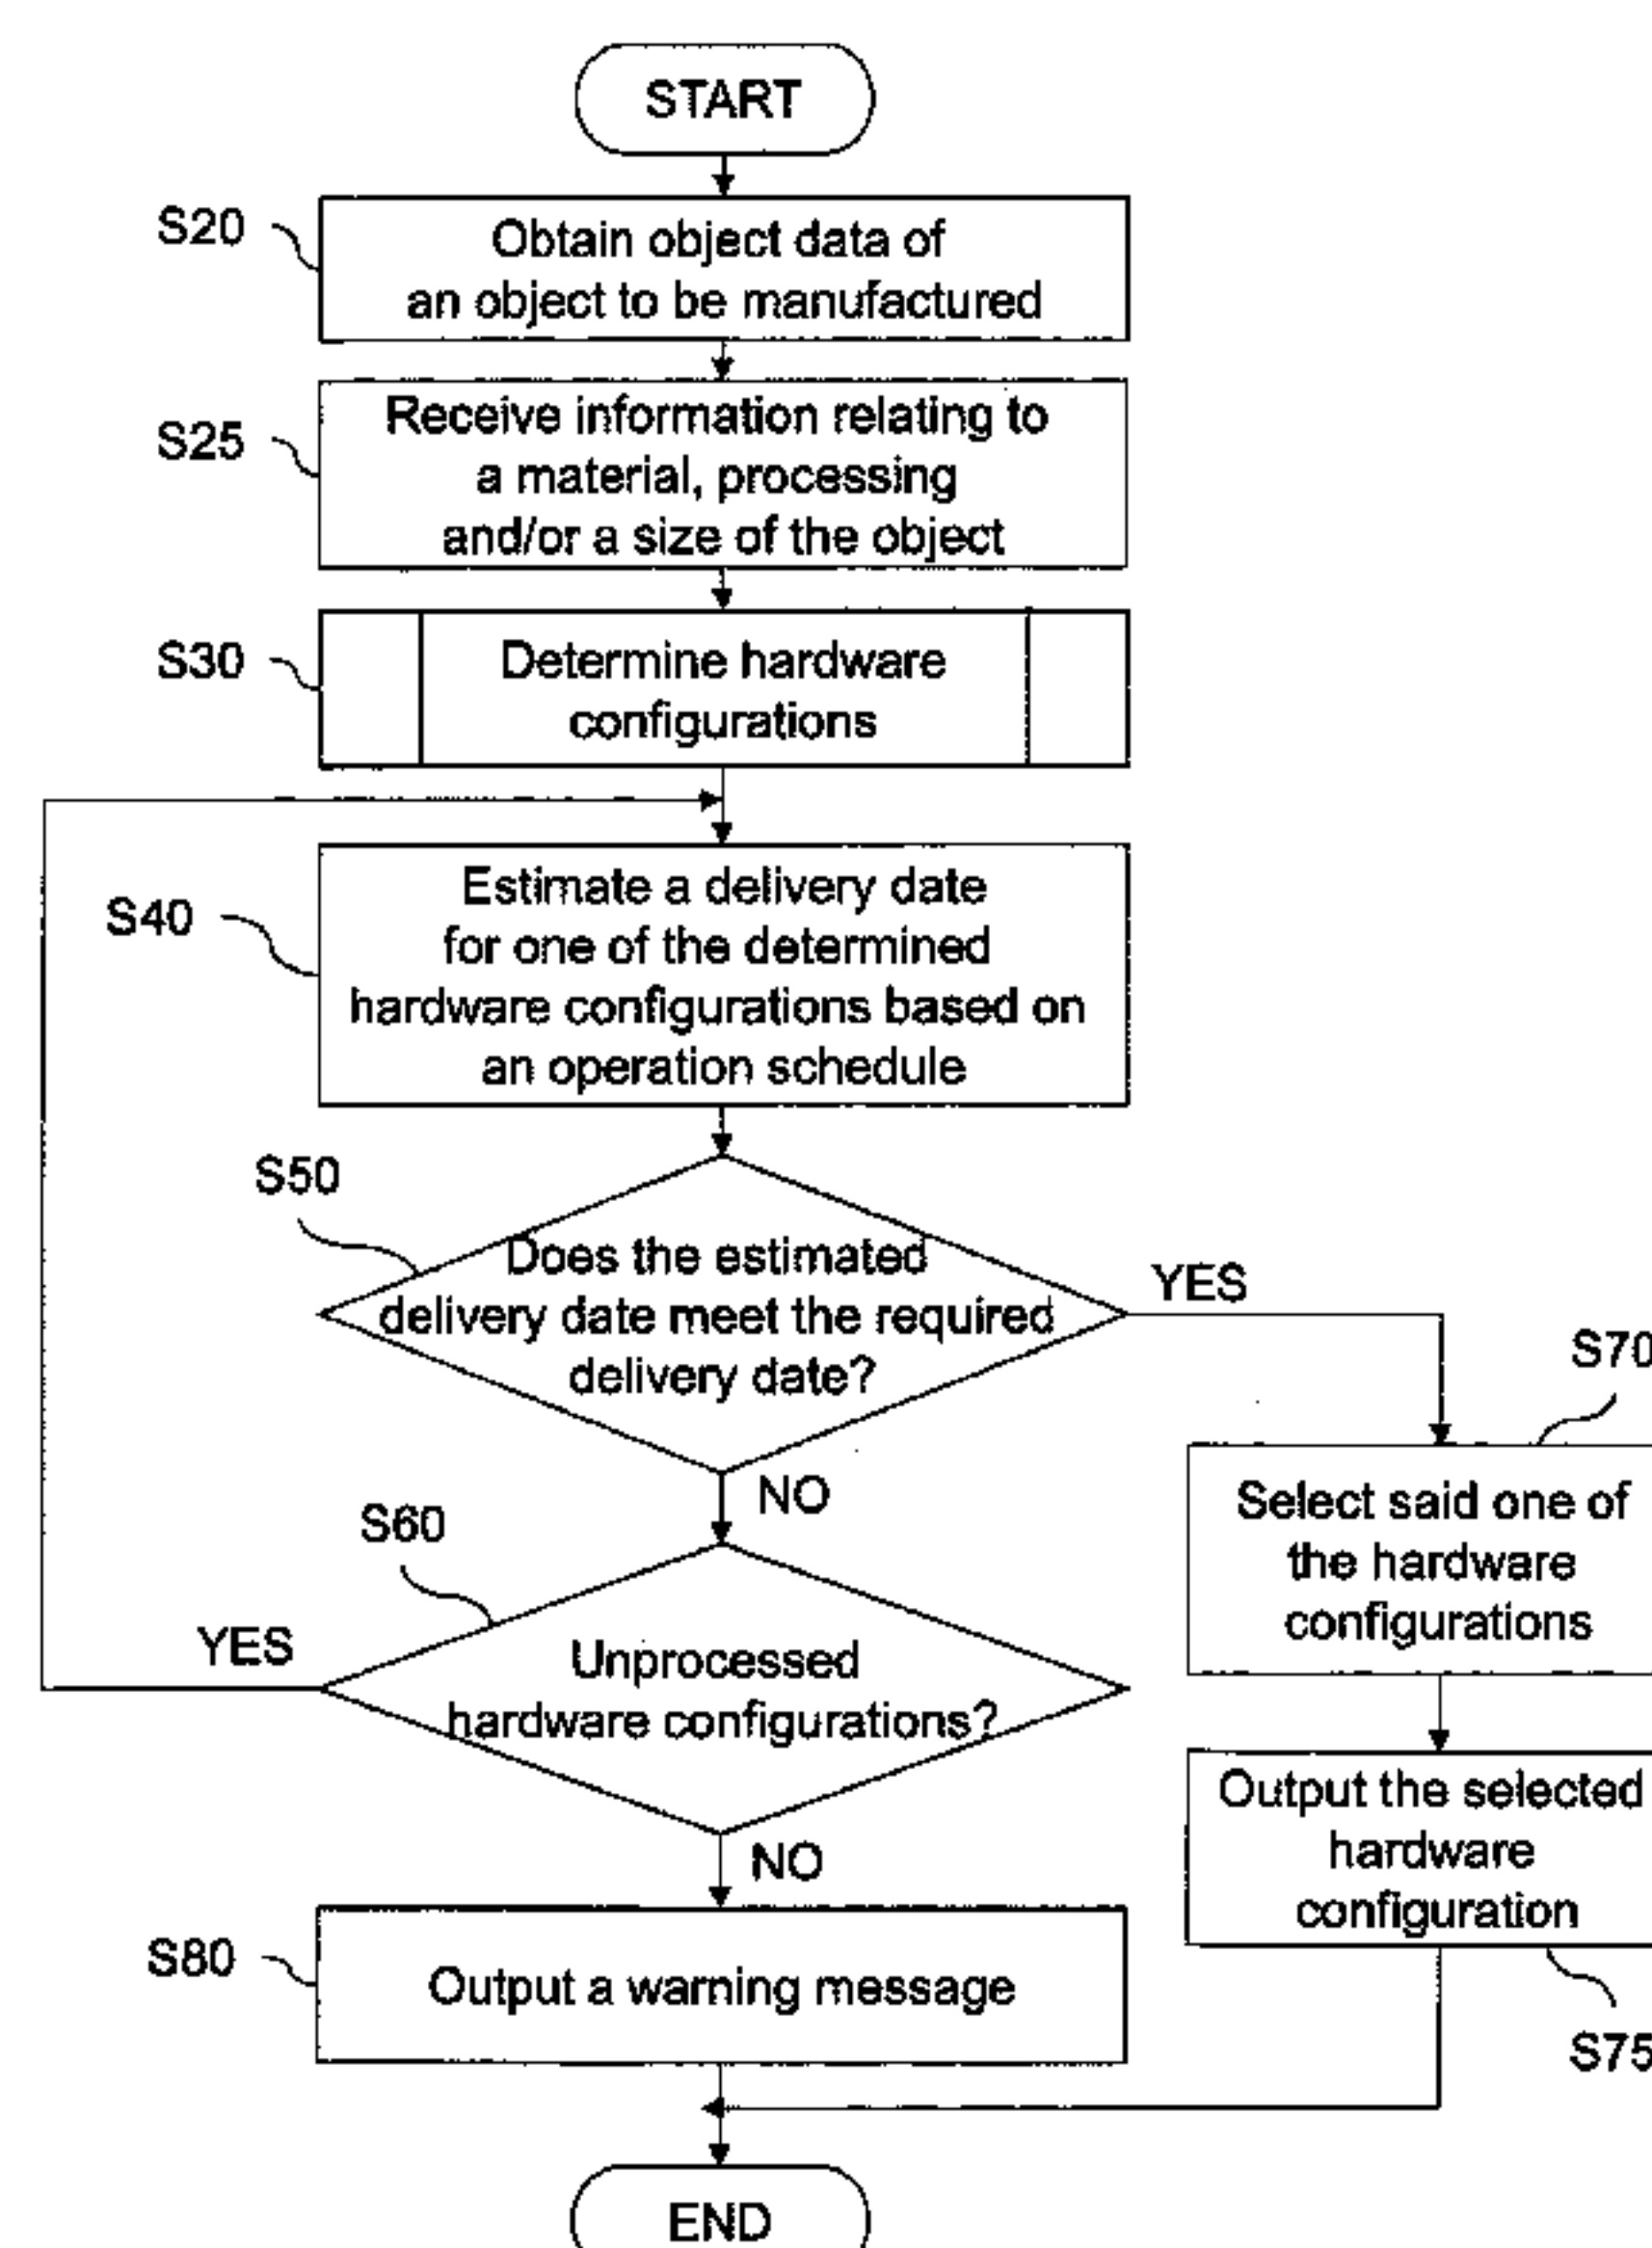 START
S20
Obtain object data of
an object to be manufactured
S25
Receive information relating to
a material, processing
and/or a size of the object
S30
Determine hardware
configurations
S40
Estimate a delivery date
for one of the determined
hardware configurations based on
an operation schedule
S50
Does the estimated
delivery date meet the required
delivery date?
YES
NO
S70
Select said one of
the hardware
configurations
S60
YES
Unprocessed
hardware configurations?
NO
Output the selected
hardware
configuration
S75
S80
Output a warning message
END